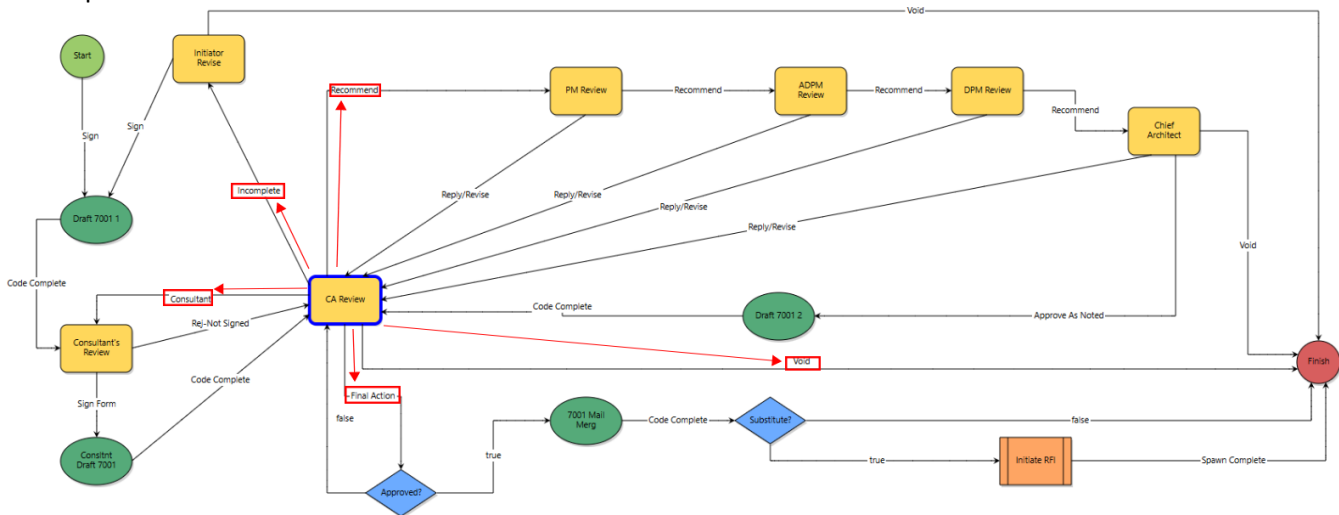 Void
Start
Initiator
Revise
Recommend
PM Review
Recommend
ADPM
Review
Recommend
DPM Review
Recommend
Chief
Architect
Sign
Sign
Incomplete
Reply/Revise
Reply/Revise
Reply/Revise
Reply/Revise
Void
Draft 7001 1
Code Complete
Consultant
CA Review
Code Complete
Draft 7001 2
Approve As Noted
Rej-Not Signed
Consultant's
Review
Void
Finish
Code Complete
Final Action
Sign Form
false
7001 Mail
Merg
Code Complete
Substitute?
false
Consltnt
Draft 7001
true
true
Initiate RFI
Spawn Complete
Approved?